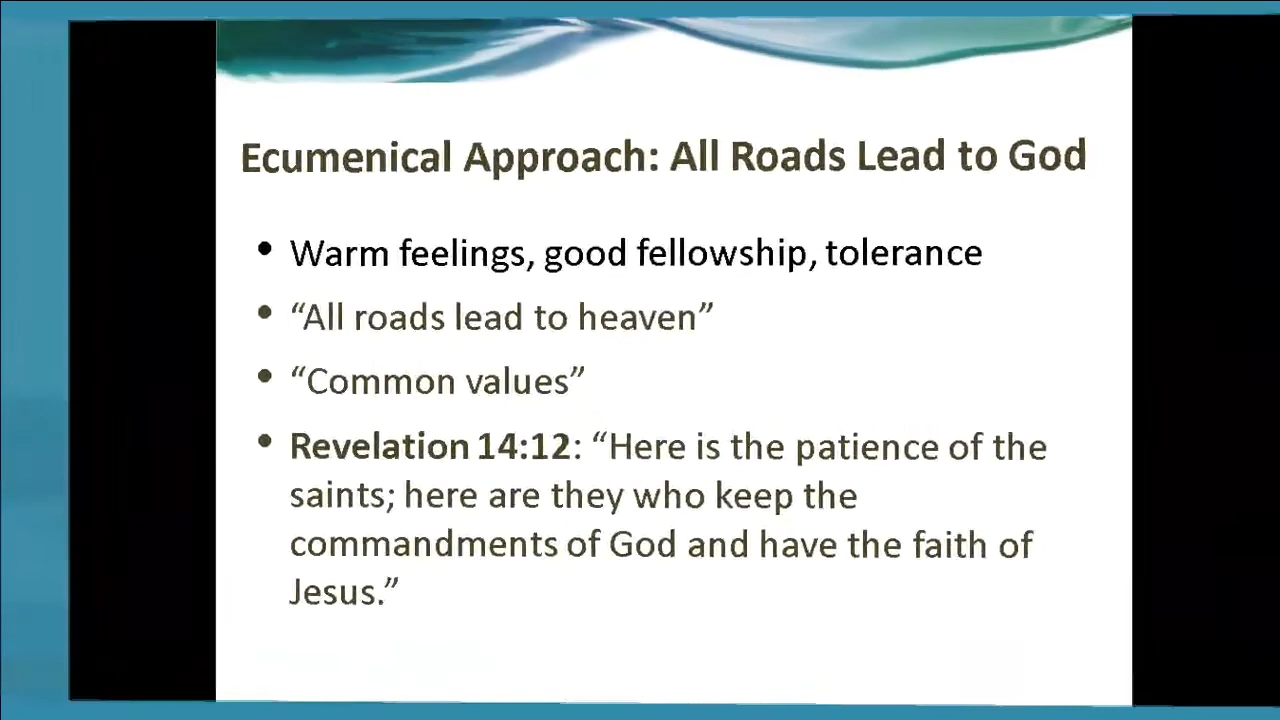 Ecumenical Approach: All Roads Lead to God
• Warm feelings, good fellowship, tolerance
• “All roads lead to heaven”
• “Common values”
• Revelation 14:12: “Here is the patience of the
saints; here are they who keep the
commandments of God and have the faith of
Jesus.”